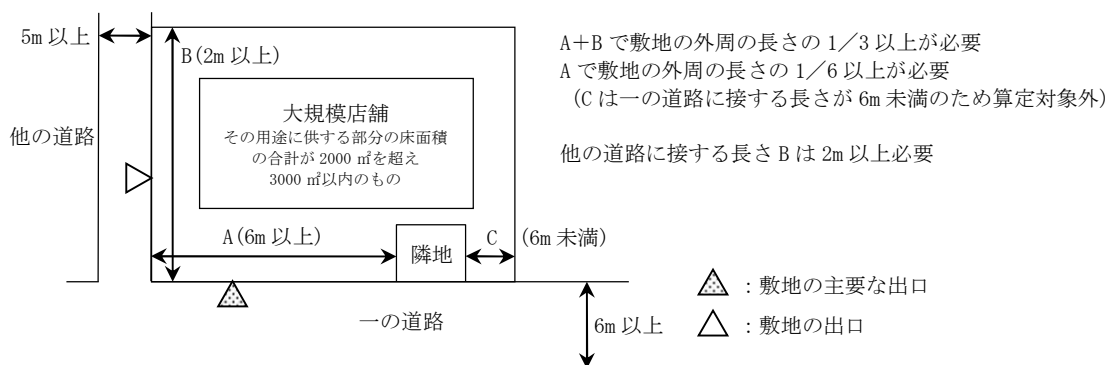 5m 以上
B(2m 以上)
A+Bで敷地の外周の長さの 1/3 以上が必要
Aで敷地の外周の長さの 1/6 以上が必要
(Cは一の道路に接する長さが 6m 未満のため算定対象外)
大規模店舗
その用途に供する部分の床面積
の合計が 2000 ㎡を超え
3000 ㎡以内のもの
他の道路
他の道路に接する長さ B は 2m 以上必要
A(6m 以上)
隣地
C
(6m 未満)
:敷地の主要な出口
一の道路
6m 以上
:敷地の出口